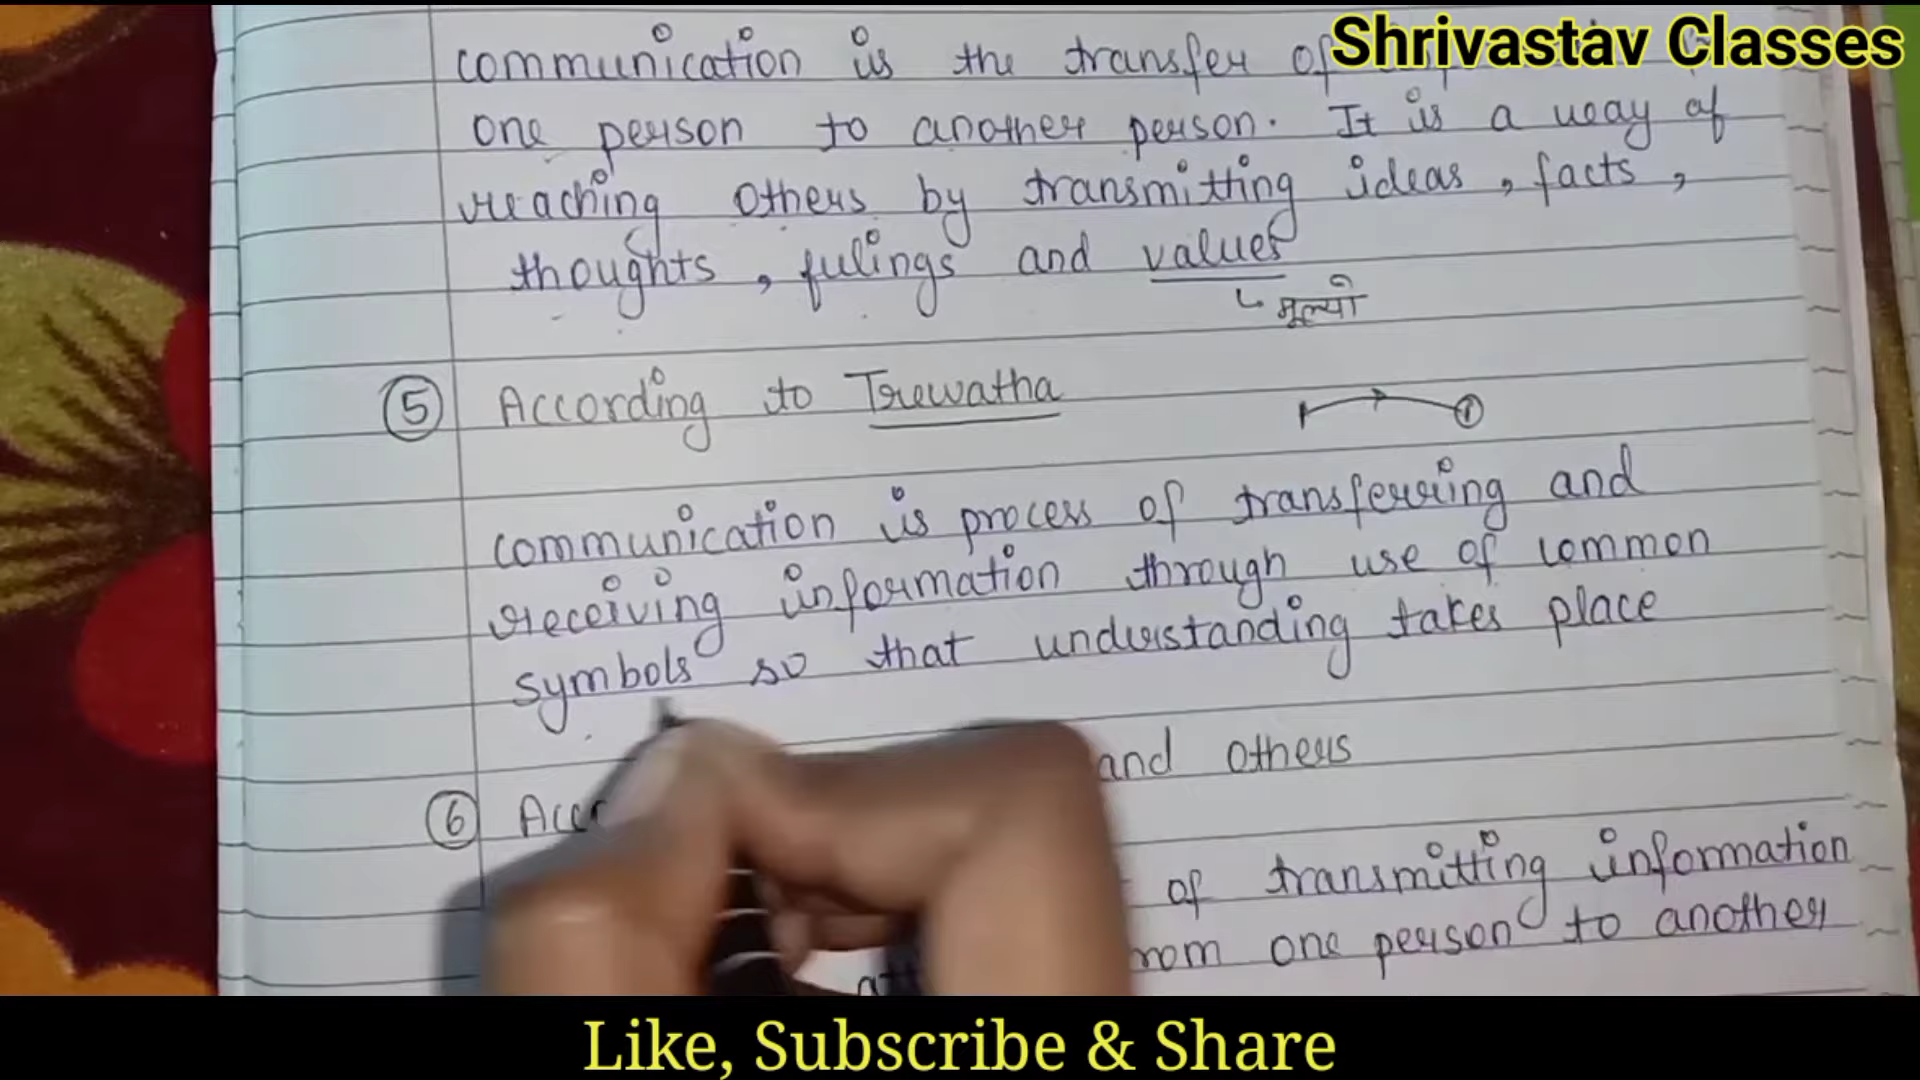 Shrivastav Classes
communication is the transfer of
one person to another person. It is a way of
reaching others by transmitting ideas, facts,
thoughts, fulings and values
↳ मूल्यो
⑤ According to Trewatha
communication is process of transferring and
receiving information through use of common
symbols so that understanding takes place
⑥ and others
of transmitting information
one person to another
Like, Subscribe & Share